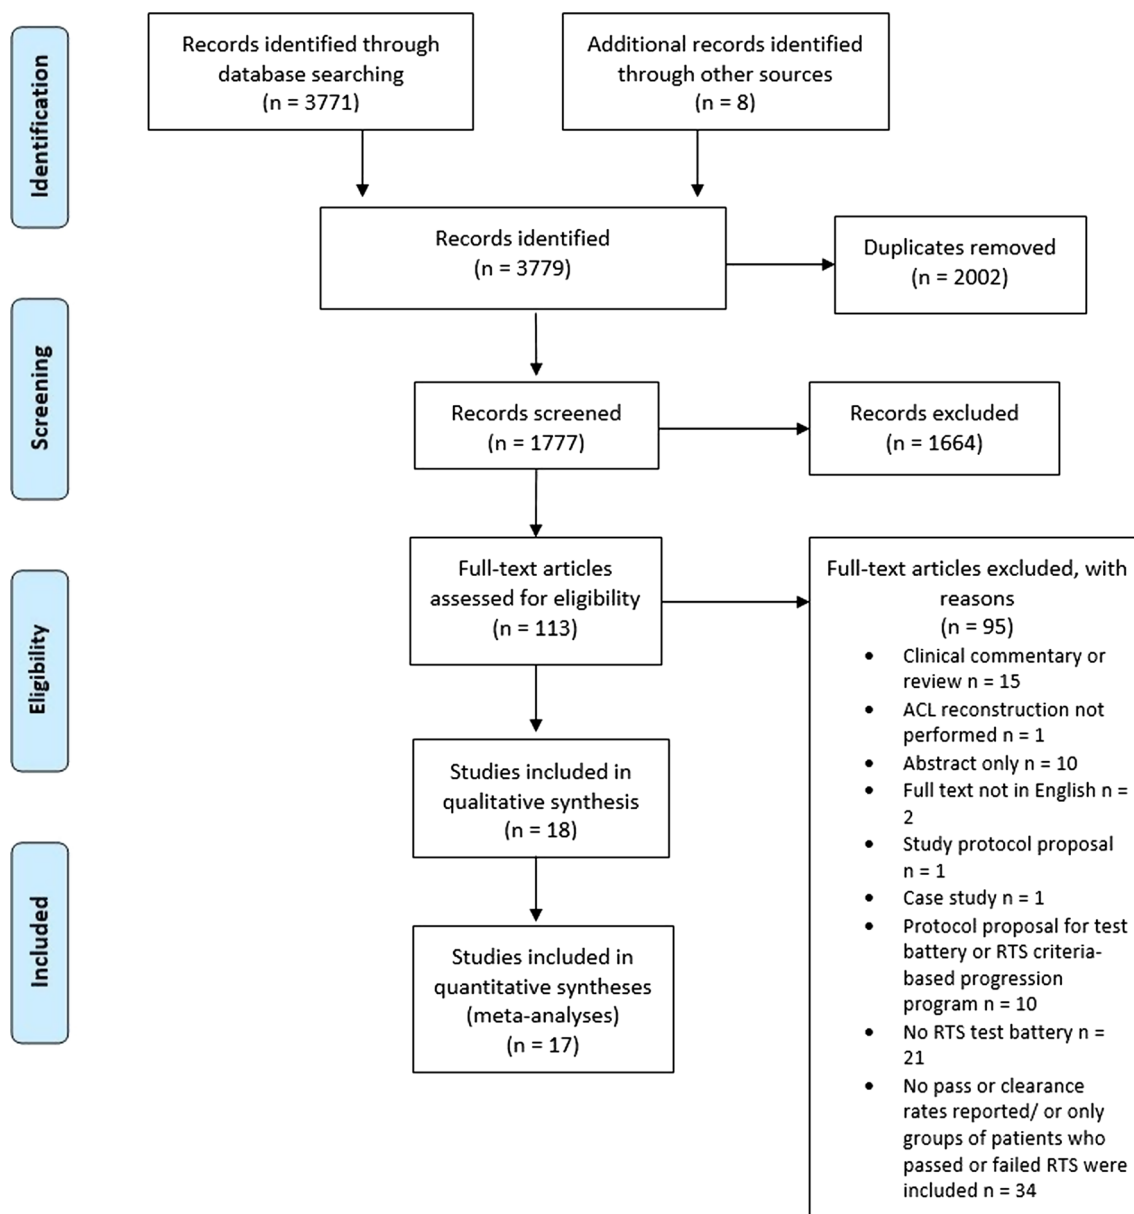 Identification
Records identified through
database searching
(n = 3771)
Additional records identified
through other sources
(n = 8)
Records identified
(n = 3779)
Duplicates removed
(n = 2002)
Screening
Records screened
(n = 1777)
Records excluded
(n = 1664)
Eligibility
Full-text articles
assessed for eligibility
(n = 113)
Full-text articles excluded, with
reasons
(n = 95)
• Clinical commentary or
review n = 15
• ACL reconstruction not
performed n = 1
• Abstract only n = 10
• Full text not in English n =
2
• Study protocol proposal
n = 1
• Case study n = 1
• Protocol proposal for test
battery or RTS criteria-
based progression
program n = 10
• No RTS test battery n =
21
• No pass or clearance
rates reported/ or only
groups of patients who
passed or failed RTS were
included n = 34
Studies included in
qualitative synthesis
(n = 18)
Included
Studies included in
quantitative syntheses
(meta-analyses)
(n = 17)